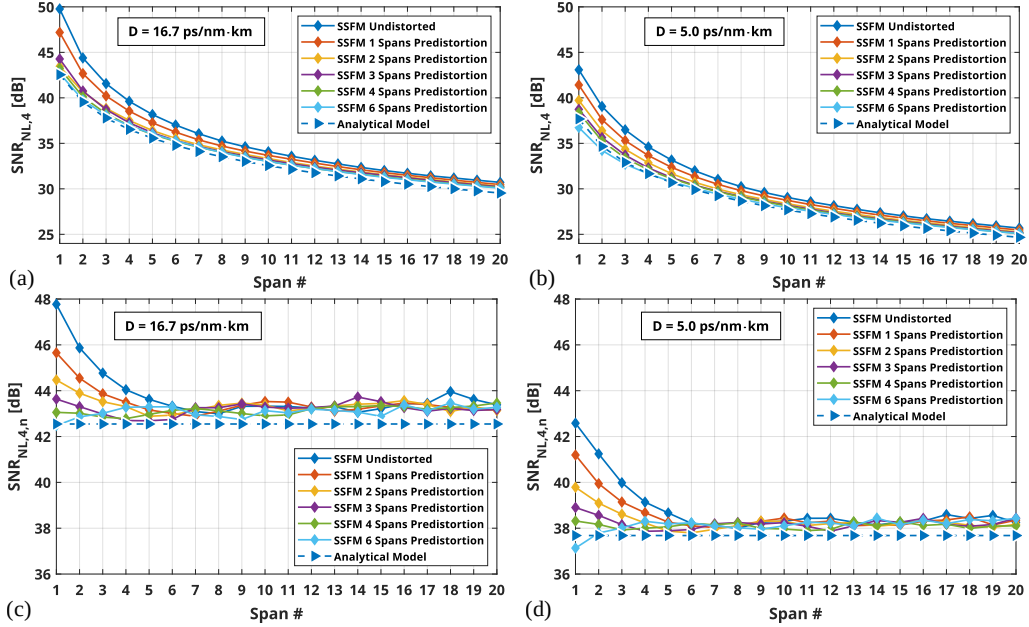 50
45
40
35
30
25
SNR_NL,4 [dB]
D = 16.7 ps/nm·km
SSFM Undistorted
SSFM 1 Spans Predistortion
SSFM 2 Spans Predistortion
SSFM 3 Spans Predistortion
SSFM 4 Spans Predistortion
SSFM 6 Spans Predistortion
Analytical Model
1 2 3 4 5 6 7 8 9 10 11 12 13 14 15 16 17 18 19 20
(a)
Span #
50
45
40
35
30
25
SNR_NL,4 [dB]
D = 5.0 ps/nm·km
SSFM Undistorted
SSFM 1 Spans Predistortion
SSFM 2 Spans Predistortion
SSFM 3 Spans Predistortion
SSFM 4 Spans Predistortion
SSFM 6 Spans Predistortion
Analytical Model
1 2 3 4 5 6 7 8 9 10 11 12 13 14 15 16 17 18 19 20
(b)
Span #
48
46
44
42
40
38
36
SNR_NL,4,n [dB]
D = 16.7 ps/nm·km
SSFM Undistorted
SSFM 1 Spans Predistortion
SSFM 2 Spans Predistortion
SSFM 3 Spans Predistortion
SSFM 4 Spans Predistortion
SSFM 6 Spans Predistortion
Analytical Model
1 2 3 4 5 6 7 8 9 10 11 12 13 14 15 16 17 18 19 20
(c)
Span #
48
46
44
42
40
38
36
SNR_NL,4,n [dB]
D = 5.0 ps/nm·km
SSFM Undistorted
SSFM 1 Spans Predistortion
SSFM 2 Spans Predistortion
SSFM 3 Spans Predistortion
SSFM 4 Spans Predistortion
SSFM 6 Spans Predistortion
Analytical Model
1 2 3 4 5 6 7 8 9 10 11 12 13 14 15 16 17 18 19 20
(d)
Span #